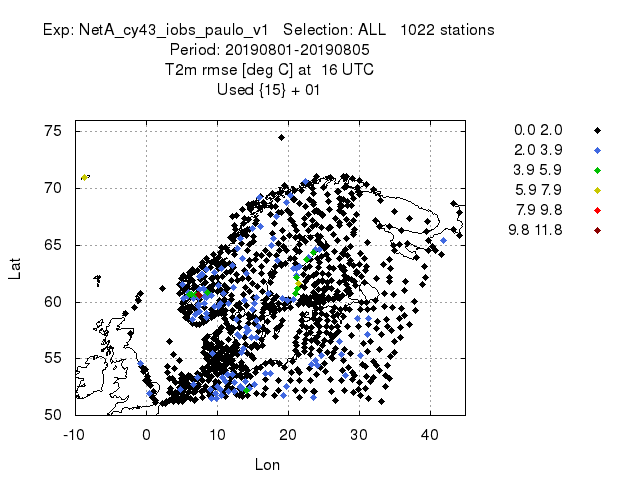 Exp: NetA_cy43_iobs_paulo_v1   Selection: ALL   1022 stations
Period: 20190801-20190805
T2m rmse [deg C] at  16 UTC
Used {15} + 01
0.0 2.0
2.0 3.9
3.9 5.9
5.9 7.9
7.9 9.8
9.8 11.8
75
70
65
60
55
50
Lat
-10 0 10 20 30 40
Lon